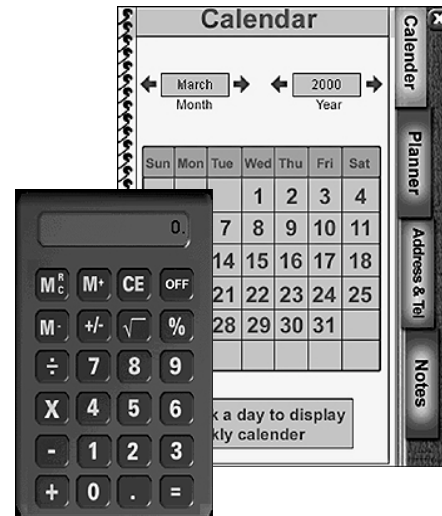 Calendar
March
2000
Month
Year
Sun Mon Tue Wed Thu Fri Sat
1 2 3 4
7 8 9 10 11
14 15 16 17 18
21 22 23 24 25
28 29 30 31
k a day to display
kly calender
Calender
Planner
Address & Tel
Notes
0.
MRC M+ CE OFF
M- +/- √ %
÷ 7 8 9
X 4 5 6
- 1 2 3
+ 0 . =